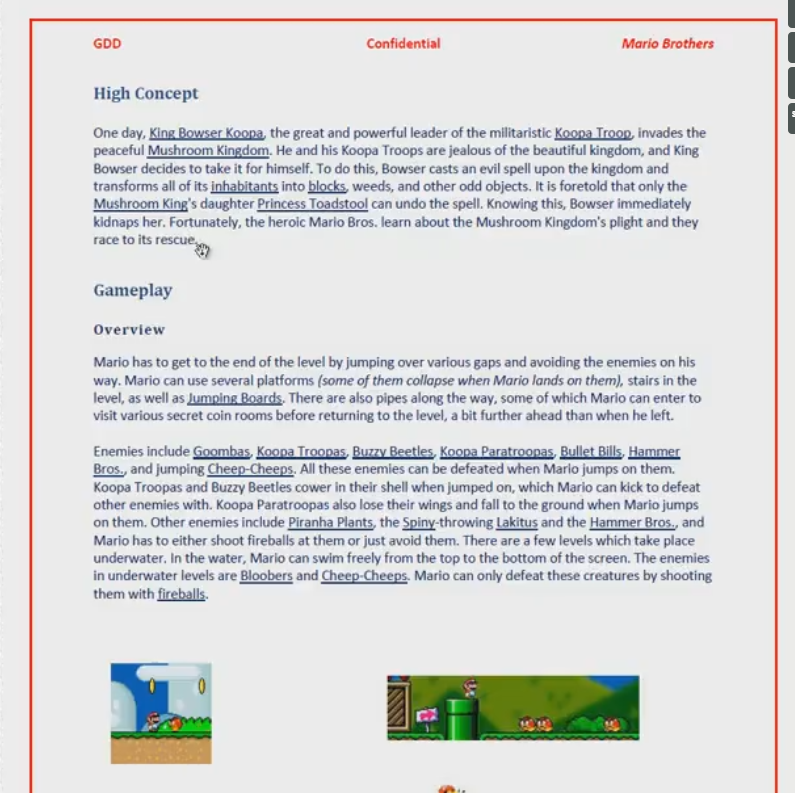 GDD Confidential Mario Brothers
High Concept
One day, King Bowser Koopa, the great and powerful leader of the militaristic Koopa Troop, invades the
peaceful Mushroom Kingdom. He and his Koopa Troops are jealous of the beautiful kingdom, and King
Bowser decides to take it for himself. To do this, Bowser casts an evil spell upon the kingdom and
transforms all of its inhabitants into blocks, weeds, and other odd objects. It is foretold that only the
Mushroom King's daughter Princess Toadstool can undo the spell. Knowing this, Bowser immediately
kidnaps her. Fortunately, the heroic Mario Bros. learn about the Mushroom Kingdom's plight and they
race to its rescue.
Gameplay
Overview
Mario has to get to the end of the level by jumping over various gaps and avoiding the enemies on his
way. Mario can use several platforms (some of them collapse when Mario lands on them), stairs in the
level, as well as Jumping Boards. There are also pipes along the way, some of which Mario can enter to
visit various secret coin rooms before returning to the level, a bit further ahead than when he left.
Enemies include Goombas, Koopa Troopas, Buzzy Beetles, Koopa Paratroopas, Bullet Bills, Hammer
Bros., and jumping Cheep-Cheeps. All these enemies can be defeated when Mario jumps on them.
Koopa Troopas and Buzzy Beetles cower in their shell when jumped on, which Mario can kick to defeat
other enemies with. Koopa Paratroopas also lose their wings and fall to the ground when Mario jumps
on them. Other enemies include Piranha Plants, the Spiny-throwing Lakitus and the Hammer Bros., and
Mario has to either shoot fireballs at them or just avoid them. There are a few levels which take place
underwater. In the water, Mario can swim freely from the top to the bottom of the screen. The enemies
in underwater levels are Bloobers and Cheep-Cheeps. Mario can only defeat these creatures by shooting
them with fireballs.